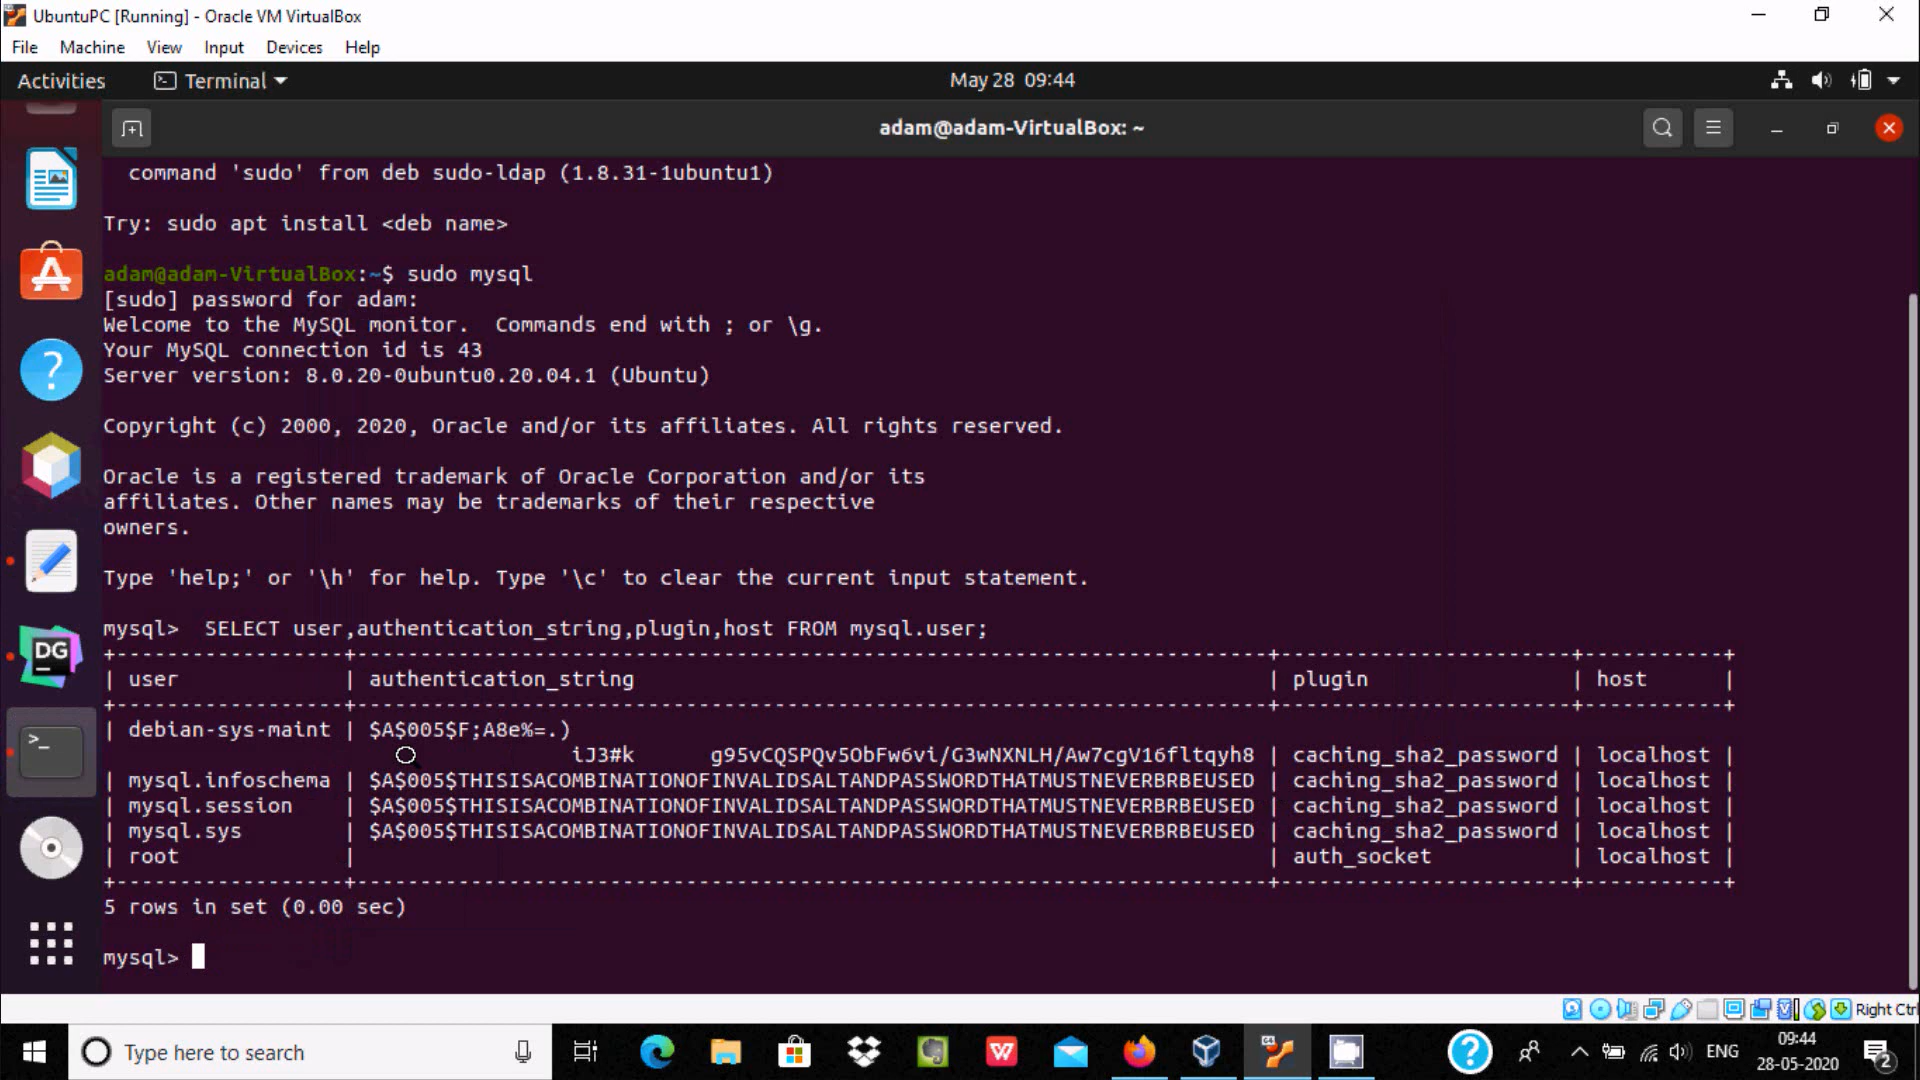 UbuntuPC [Running] - Oracle VM VirtualBox
File Machine View Input Devices Help
Activities Terminal May 28 09:44
adam@adam-VirtualBox: ~
command 'sudo' from deb sudo-ldap (1.8.31-1ubuntu1)
Try: sudo apt install <deb name>
adam@adam-VirtualBox:~$ sudo mysql
[sudo] password for adam:
Welcome to the MySQL monitor.  Commands end with ; or \g.
Your MySQL connection id is 43
Server version: 8.0.20-0ubuntu0.20.04.1 (Ubuntu)
Copyright (c) 2000, 2020, Oracle and/or its affiliates. All rights reserved.
Oracle is a registered trademark of Oracle Corporation and/or its
affiliates. Other names may be trademarks of their respective
owners.
Type 'help;' or '\h' for help. Type '\c' to clear the current input statement.
mysql>  SELECT user,authentication_string,plugin,host FROM mysql.user;
| user | authentication_string | plugin | host |
| debian-sys-maint | $A$005$F;A8e%=.)
iJ3#k g95vCQSPQv5ObFw6vi/G3wNXNLH/Aw7cgV16fltqyh8 | caching_sha2_password | localhost |
| mysql.infoschema | $A$005$THISISACOMBINATIONOFINVALIDSALTANDPASSWORDTHATMUSTNEVERBRBEUSED | caching_sha2_password | localhost |
| mysql.session | $A$005$THISISACOMBINATIONOFINVALIDSALTANDPASSWORDTHATMUSTNEVERBRBEUSED | caching_sha2_password | localhost |
| mysql.sys | $A$005$THISISACOMBINATIONOFINVALIDSALTANDPASSWORDTHATMUSTNEVERBRBEUSED | caching_sha2_password | localhost |
| root | | auth_socket | localhost |
5 rows in set (0.00 sec)
mysql>
DG
Right Ctrl
Type here to search
ENG
09:44
28-05-2020
2